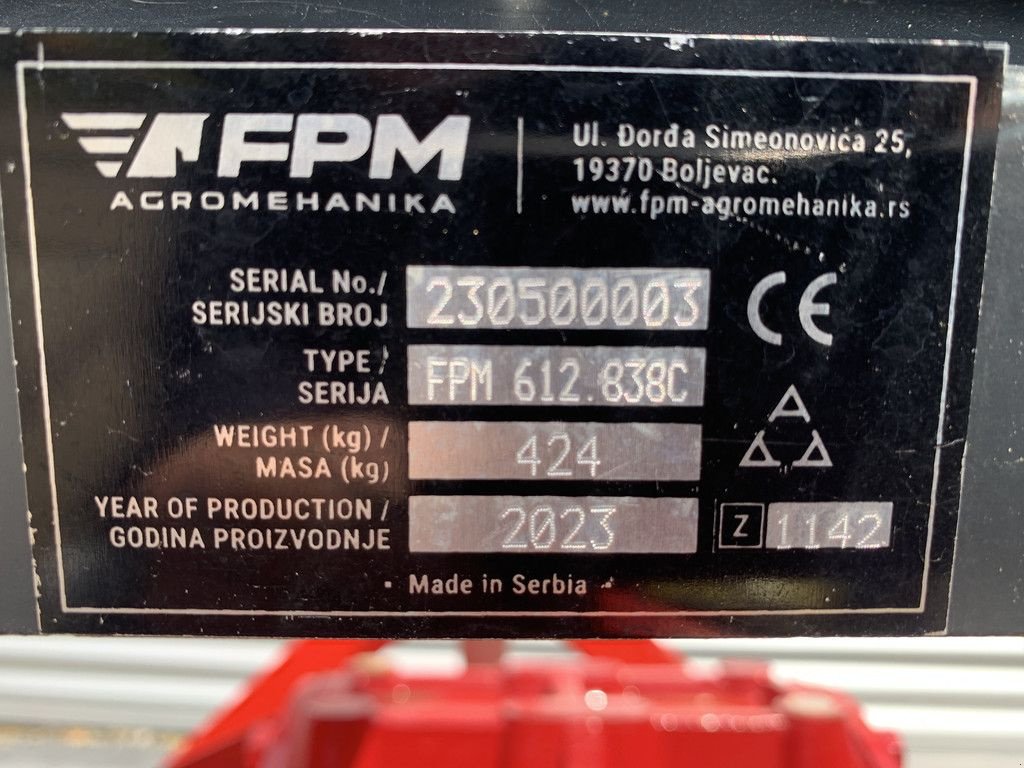 FPM
AGROMEHANIKA
Ul. Đorđa Simeonovića 25,
19370 Boljevac.
www.fpm-agromehanika.rs
SERIAL No./
SERIJSKI BROJ
230500003
CE
TYPE /
SERIJA
FPM 612.838C
WEIGHT (kg) /
MASA (kg)
424
A
A A
YEAR OF PRODUCTION /
GODINA PROIZVODNJE
2023
Z 1142
• Made in Serbia •